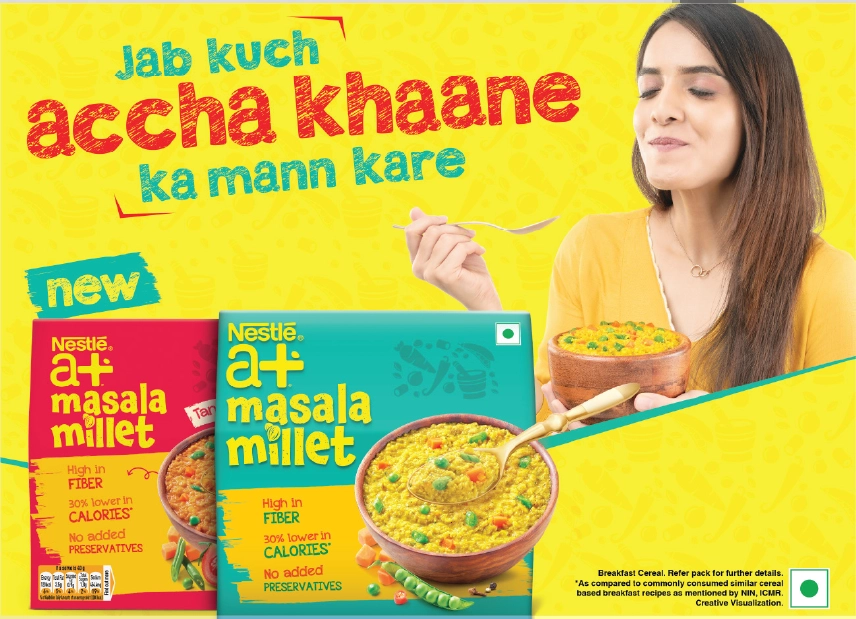 Jab kuch
accha khaane
ka mann kare
new
Nestlé®
a+
masala
millet
High in
FIBER
30% lower in
CALORIES*
No added
PRESERVATIVES
Nestlé®
a+
masala
millet
High in
FIBER
30% lower in
CALORIES*
No added
PRESERVATIVES
Breakfast Cereal. Refer pack for further details.
*As compared to commonly consumed similar cereal
based breakfast recipes as mentioned by NIN, ICMR.
Creative Visualization.